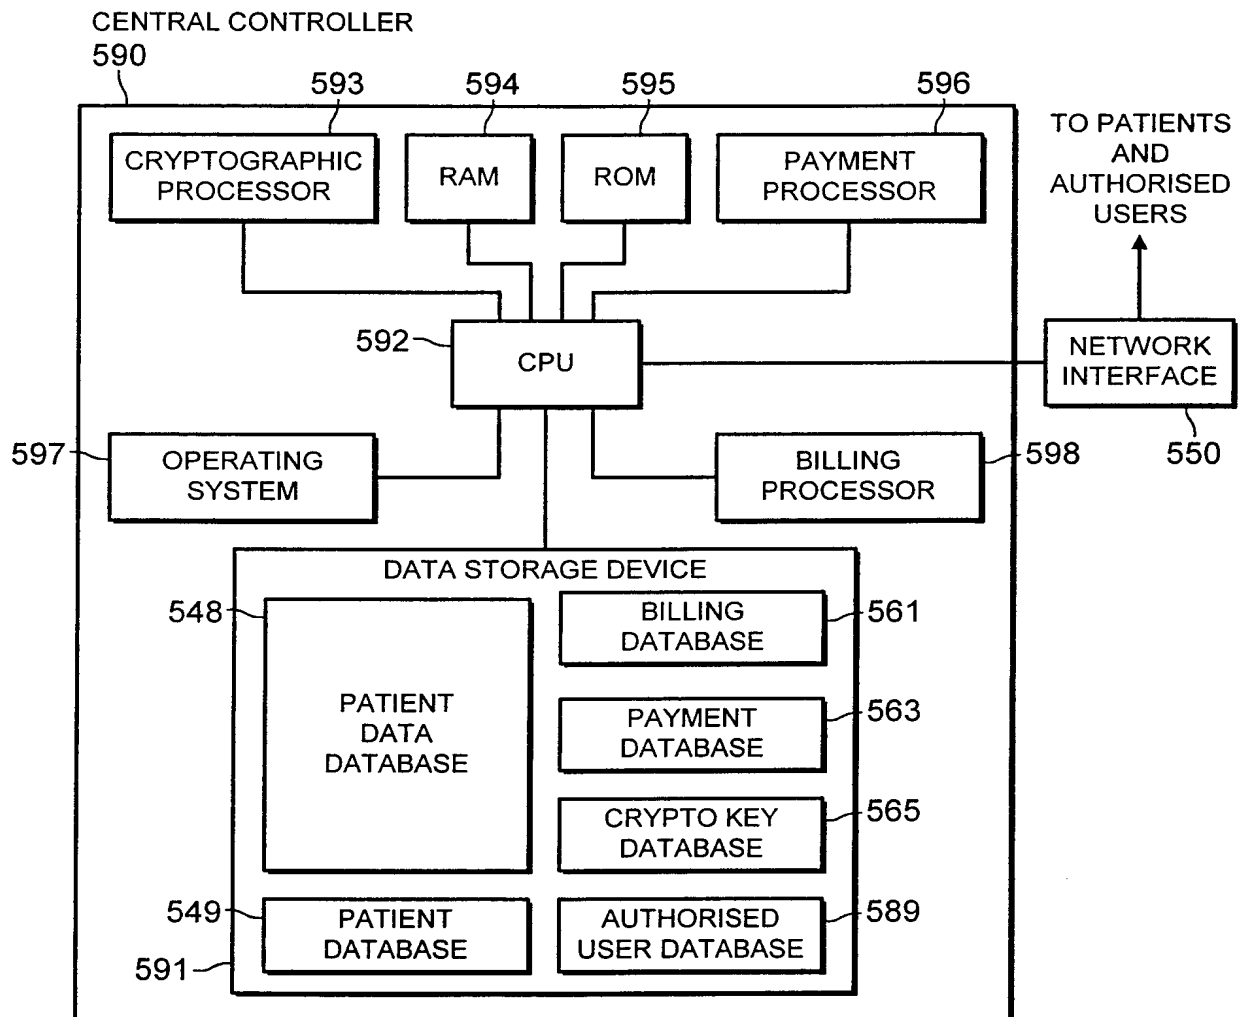 CENTRAL CONTROLLER
590
593
594
595
596
CRYPTOGRAPHIC
PROCESSOR
RAM
ROM
PAYMENT
PROCESSOR
TO PATIENTS
AND
AUTHORISED
USERS
592
CPU
NETWORK
INTERFACE
550
597
OPERATING
SYSTEM
BILLING
PROCESSOR
598
DATA STORAGE DEVICE
548
PATIENT
DATA
DATABASE
BILLING
DATABASE
561
PAYMENT
DATABASE
563
CRYPTO KEY
DATABASE
565
549
PATIENT
DATABASE
AUTHORISED
USER DATABASE
589
591